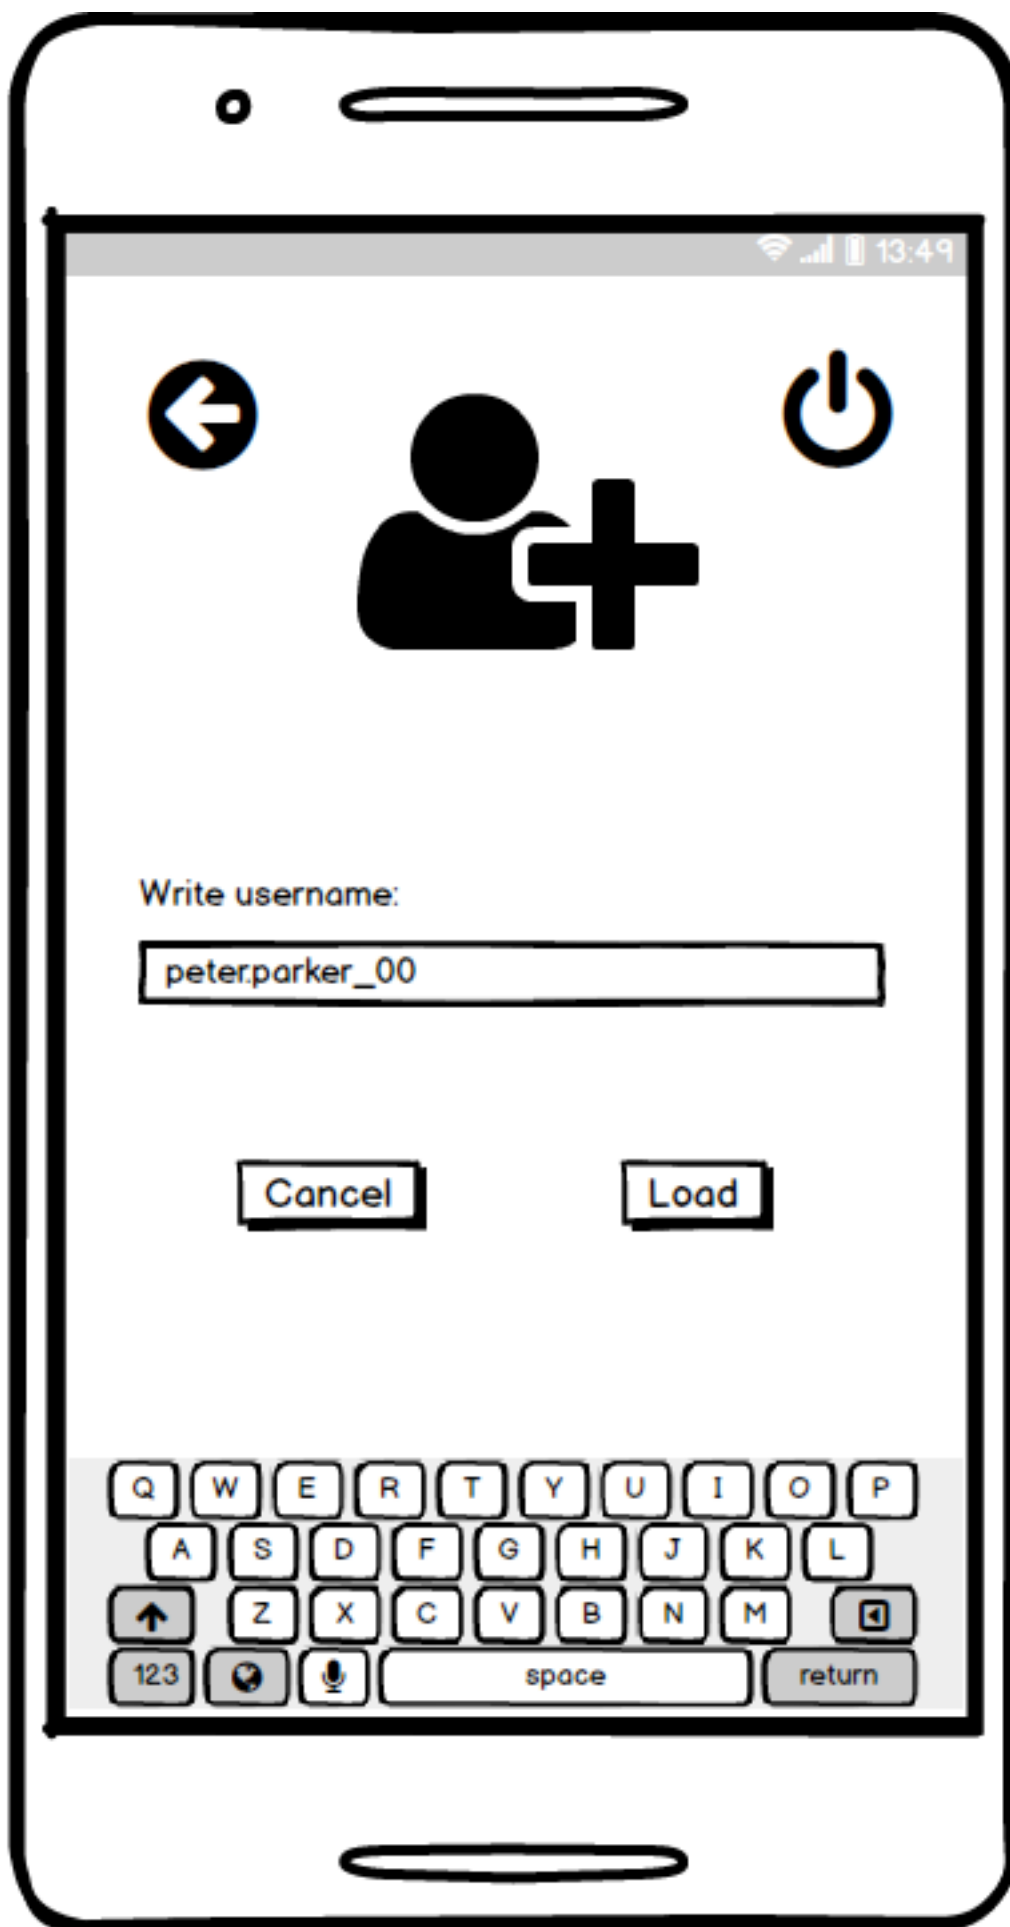 13:49
Write username:
peter.parker_00
Cancel Load
Q W E R T Y U I O P
A S D F G H J K L
Z X C V B N M
123 space return